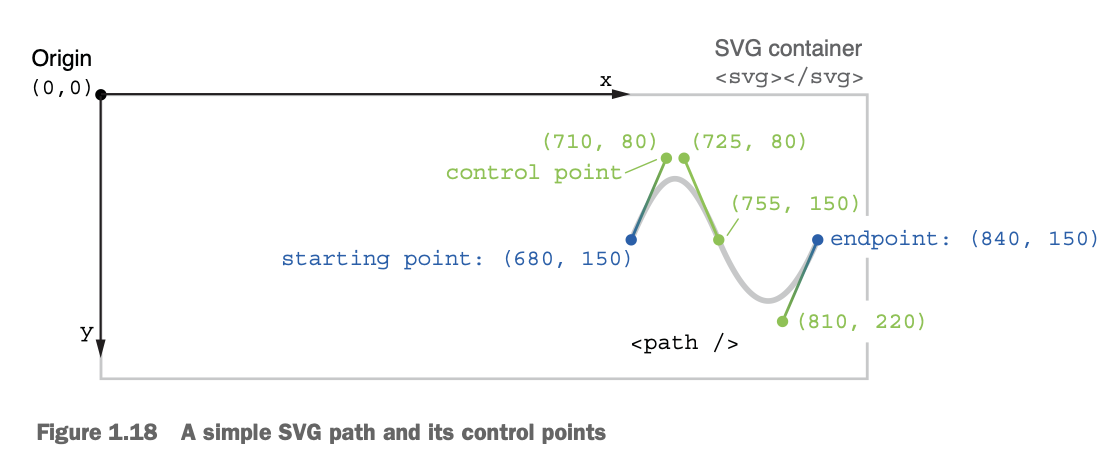 SVG container
Origin
<svg></svg>
(0,0)
x
(710, 80)
(725, 80)
control point
(755, 150)
starting point: (680, 150)
endpoint: (840, 150)
(810, 220)
y
<path />
Figure 1.18 A simple SVG path and its control points